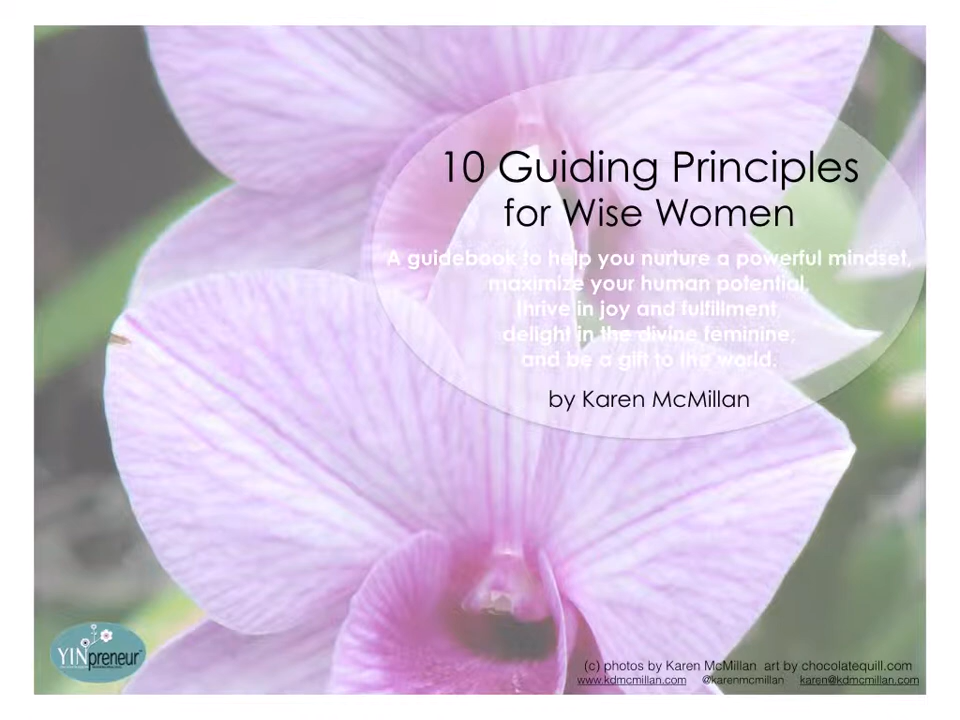 10 Guiding Principles
for Wise Women
A guidebook to help you nurture a powerful mindset,
maximize your human potential,
thrive in joy and fulfillment,
delight in the divine feminine,
and be a gift to the world.
by Karen McMillan
YINpreneur
(c) photos by Karen McMillan art by chocolatequill.com
www.kdmcmillan.com @karenmcmillan karen@kdmcmillan.com